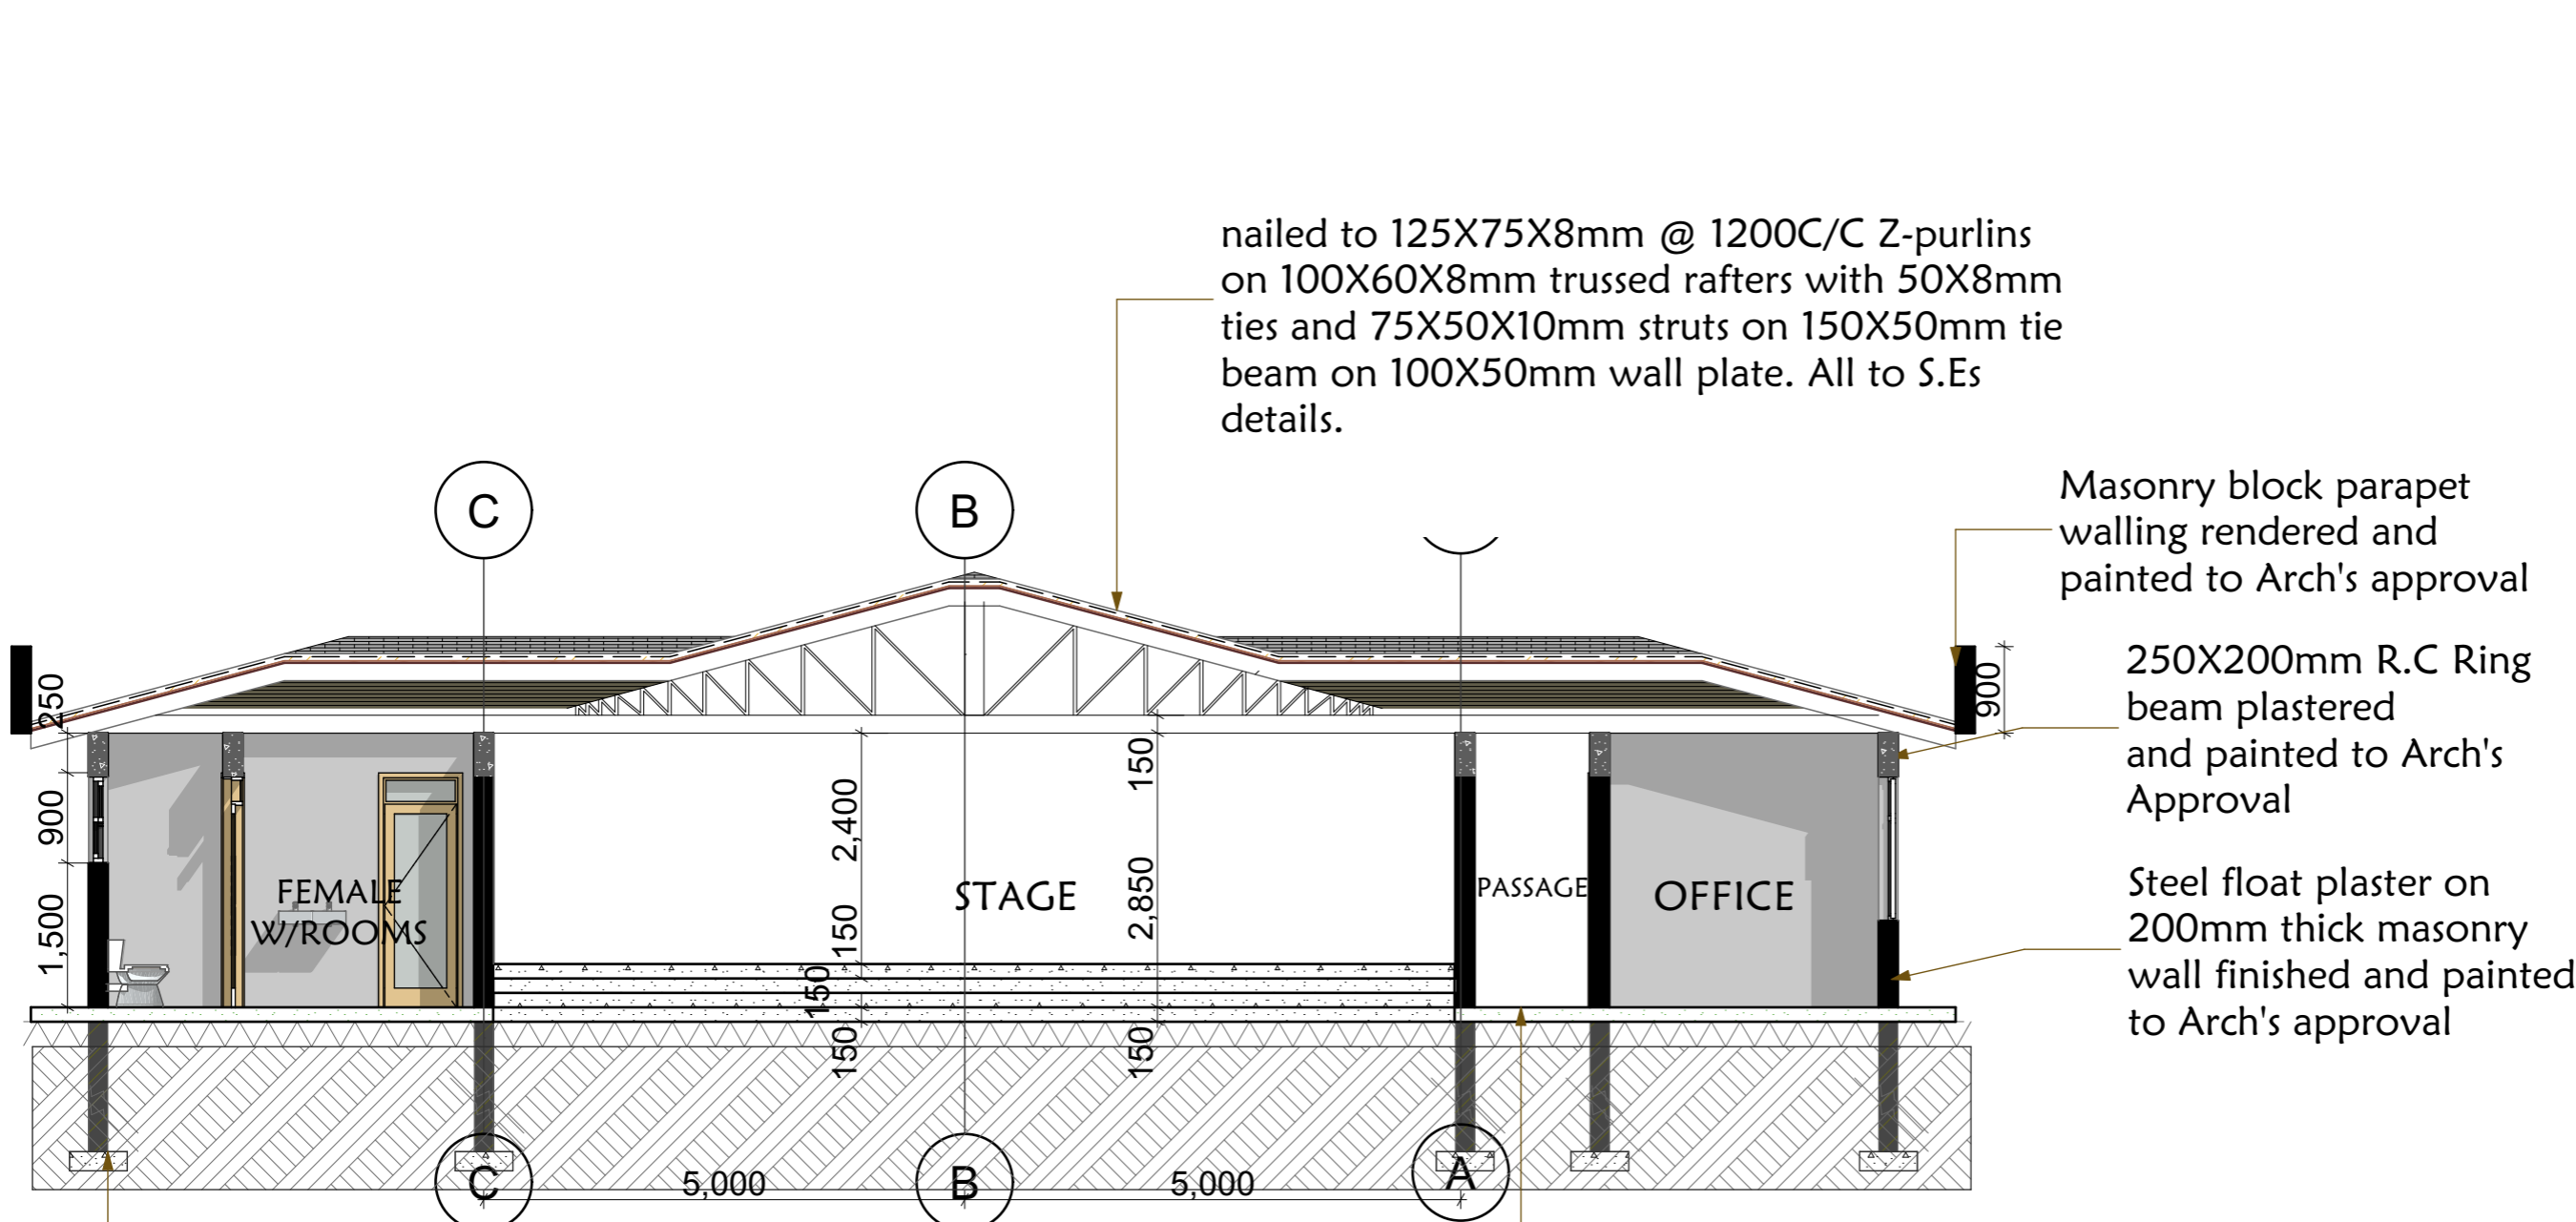 nailed to 125X75X8mm @ 1200C/C Z-purlins
on 100X60X8mm trussed rafters with 50X8mm
ties and 75X50X10mm struts on 150X50mm tie
beam on 100X50mm wall plate. All to S.Es
details.
C
B
Masonry block parapet
walling rendered and
painted to Arch's approval
250X200mm R.C Ring
beam plastered
and painted to Arch's
Approval
Steel float plaster on
200mm thick masonry
wall finished and painted
to Arch's approval
250
900
1,500
900
FEMALE
W/ROOMS
2,400
150
150
150
STAGE
150
2,850
150
PASSAGE
OFFICE
C
5,000
B
5,000
A